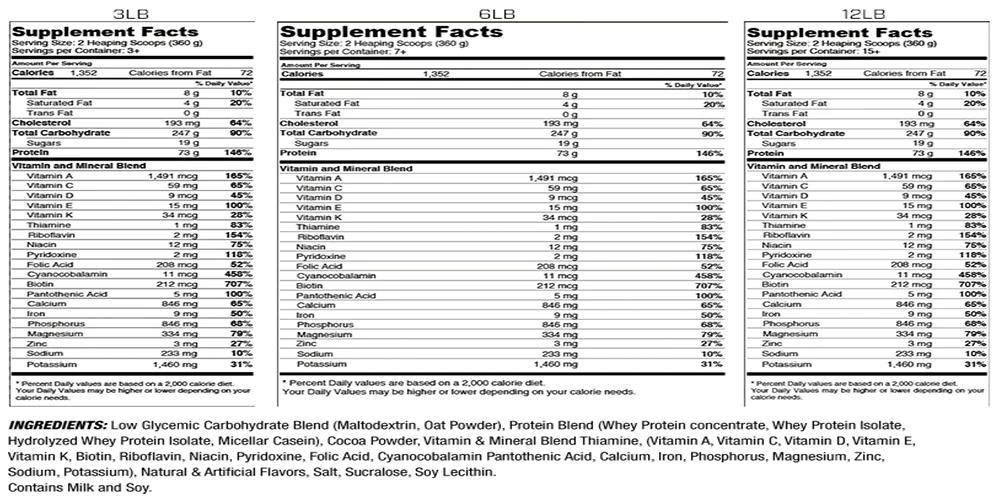 3LB
Supplement Facts
Serving Size: 2 Heaping Scoops (360 g)
Servings per Container: 3+
Amount Per Serving
Calories 1,352 Calories from Fat 72
% Daily Value*
Total Fat 8 g 10%
Saturated Fat 4 g 20%
Trans Fat 0 g
Cholesterol 193 mg 64%
Total Carbohydrate 247 g 90%
Sugars 19 g
Protein 73 g 146%
Vitamin and Mineral Blend
Vitamin A 1,491 mcg 165%
Vitamin C 59 mg 65%
Vitamin D 9 mcg 45%
Vitamin E 15 mg 100%
Vitamin K 34 mcg 28%
Thiamine 1 mg 83%
Riboflavin 2 mg 154%
Niacin 12 mg 75%
Pyridoxine 2 mg 118%
Folic Acid 208 mcg 52%
Cyanocobalamin 11 mcg 458%
Biotin 212 mcg 707%
Pantothenic Acid 5 mg 100%
Calcium 846 mg 65%
Iron 9 mg 50%
Phosphorus 846 mg 68%
Magnesium 334 mg 79%
Zinc 3 mg 27%
Sodium 233 mg 10%
Potassium 1,460 mg 31%
* Percent Daily values are based on a 2,000 calorie diet.
Your Daily Values may be higher or lower depending on your
calorie needs.
6LB
Supplement Facts
Serving Size: 2 Heaping Scoops (360 g)
Servings per Container: 7+
Amount Per Serving
Calories 1,352 Calories from Fat 72
% Daily Value*
Total Fat 8 g 10%
Saturated Fat 4 g 20%
Trans Fat 0 g
Cholesterol 193 mg 64%
Total Carbohydrate 247 g 90%
Sugars 19 g
Protein 73 g 146%
Vitamin and Mineral Blend
Vitamin A 1,491 mcg 165%
Vitamin C 59 mg 65%
Vitamin D 9 mcg 45%
Vitamin E 15 mg 100%
Vitamin K 34 mcg 28%
Thiamine 1 mg 83%
Riboflavin 2 mg 154%
Niacin 12 mg 75%
Pyridoxine 2 mg 118%
Folic Acid 208 mcg 52%
Cyanocobalamin 11 mcg 458%
Biotin 212 mcg 707%
Pantothenic Acid 5 mg 100%
Calcium 846 mg 65%
Iron 9 mg 50%
Phosphorus 846 mg 68%
Magnesium 334 mg 79%
Zinc 3 mg 27%
Sodium 233 mg 10%
Potassium 1,460 mg 31%
* Percent Daily values are based on a 2,000 calorie diet.
Your Daily Values may be higher or lower depending on your calorie needs.
12LB
Supplement Facts
Serving Size: 2 Heaping Scoops (360 g)
Servings per Container: 15+
Amount Per Serving
Calories 1,352 Calories from Fat 72
% Daily Value*
Total Fat 8 g 10%
Saturated Fat 4 g 20%
Trans Fat 0 g
Cholesterol 193 mg 64%
Total Carbohydrate 247 g 90%
Sugars 19 g
Protein 73 g 146%
Vitamin and Mineral Blend
Vitamin A 1,491 mcg 165%
Vitamin C 59 mg 65%
Vitamin D 9 mcg 45%
Vitamin E 15 mg 100%
Vitamin K 34 mcg 28%
Thiamine 1 mg 83%
Riboflavin 2 mg 154%
Niacin 12 mg 75%
Pyridoxine 2 mg 118%
Folic Acid 208 mcg 52%
Cyanocobalamin 11 mcg 458%
Biotin 212 mcg 707%
Pantothenic Acid 5 mg 100%
Calcium 846 mg 65%
Iron 9 mg 50%
Phosphorus 846 mg 68%
Magnesium 334 mg 79%
Zinc 3 mg 27%
Sodium 233 mg 10%
Potassium 1,460 mg 31%
* Percent Daily values are based on a 2,000 calorie diet.
Your Daily Values may be higher or lower depending on your
calorie needs.
INGREDIENTS: Low Glycemic Carbohydrate Blend (Maltodextrin, Oat Powder), Protein Blend (Whey Protein concentrate, Whey Protein Isolate,
Hydrolyzed Whey Protein Isolate, Micellar Casein), Cocoa Powder, Vitamin & Mineral Blend Thiamine, (Vitamin A, Vitamin C, Vitamin D, Vitamin E,
Vitamin K, Biotin, Riboflavin, Niacin, Pyridoxine, Folic Acid, Cyanocobalamin Pantothenic Acid, Calcium, Iron, Phosphorus, Magnesium, Zinc,
Sodium, Potassium), Natural & Artificial Flavors, Salt, Sucralose, Soy Lecithin.
Contains Milk and Soy.